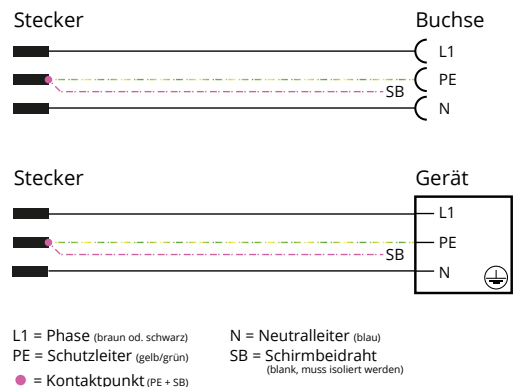 Stecker Buchse
L1
PE
SB
N
Stecker Gerät
L1
PE
SB
N
L1 = Phase (braun od. schwarz) N = Neutralleiter (blau)
PE = Schutzleiter (gelb/grün) SB = Schirmbeidraht
(blank, muss isoliert werden)
= Kontaktpunkt (PE + SB)